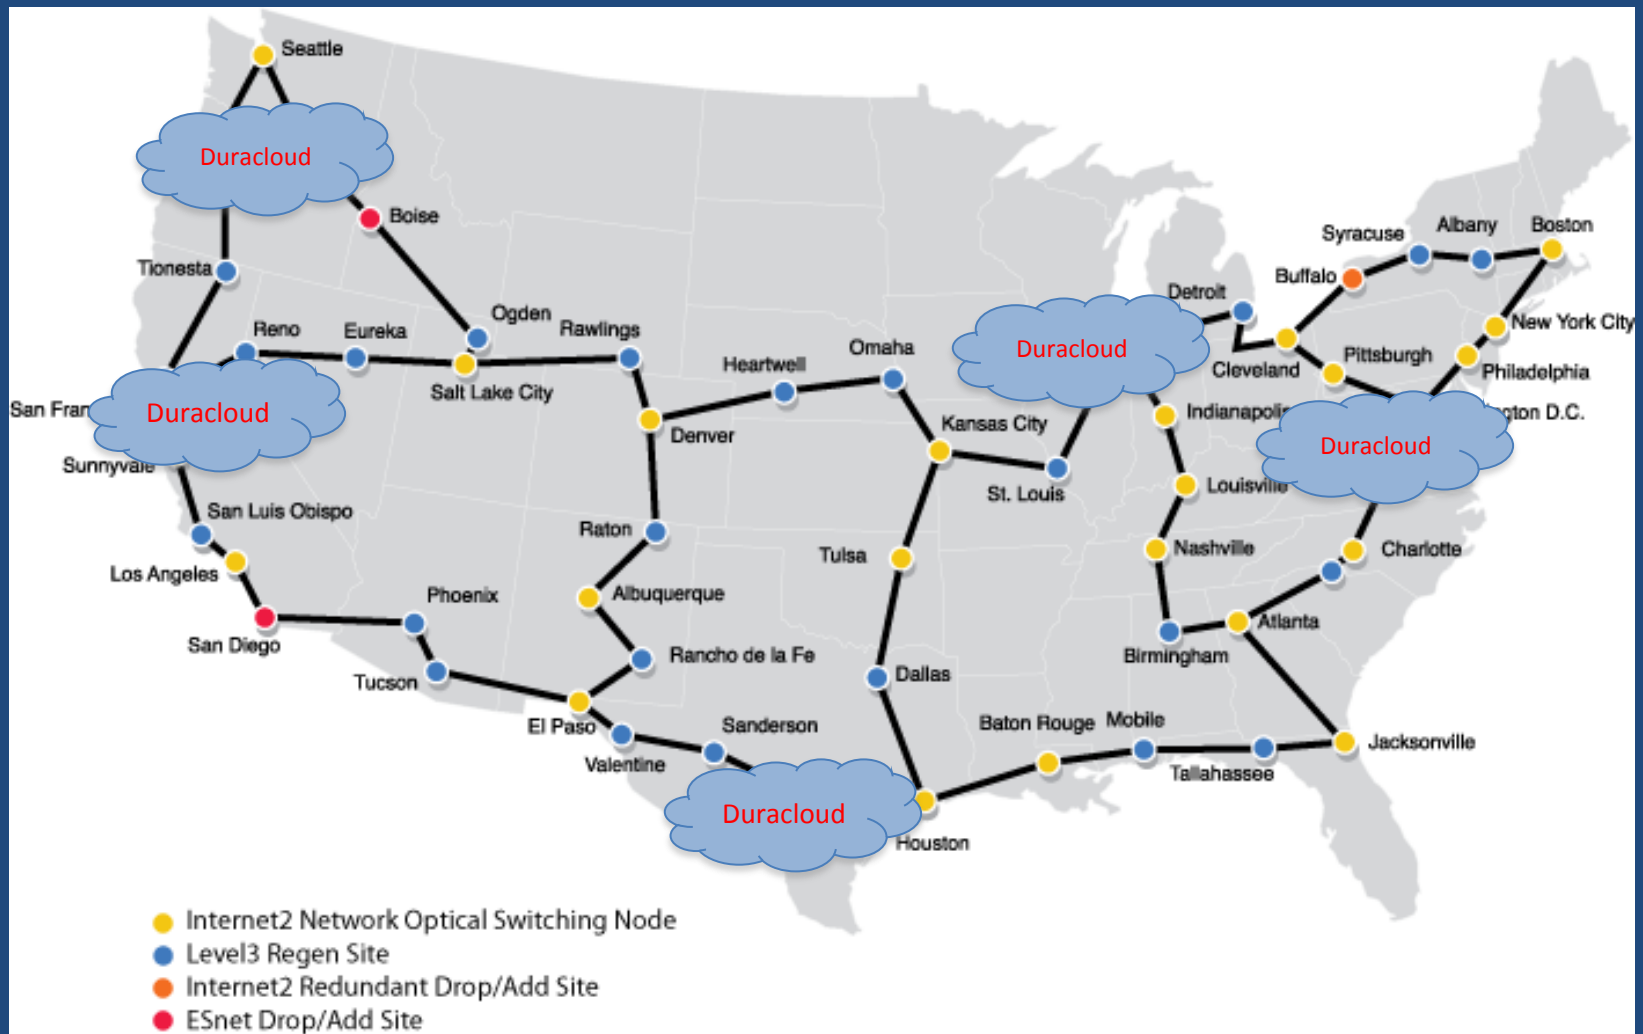 Seattle
Duracloud
Boise
Syracuse
Albany
Boston
Tionesta
Buffalo
Detroit
Ogden
Reno
Eureka
Rawlings
New York City
Omaha
Duracloud
Heartwell
Pittsburgh
Cleveland
Philadelphia
Salt Lake City
San Fran
Duracloud
Indianapolis
gton D.C.
Kansas City
Denver
Duracloud
Sunnyvale
St. Louis
Louisville
San Luis Obispo
Raton
Tulsa
Nashville
Charlotte
Los Angeles
Phoenix
Albuquerque
Atlanta
San Diego
Rancho de la Fe
Birmingham
Tucson
Dallas
El Paso
Sanderson
Baton Rouge
Mobile
Jacksonville
Valentine
Tallahassee
Duracloud
Houston
Internet2 Network Optical Switching Node
Level3 Regen Site
Internet2 Redundant Drop/Add Site
ESnet Drop/Add Site